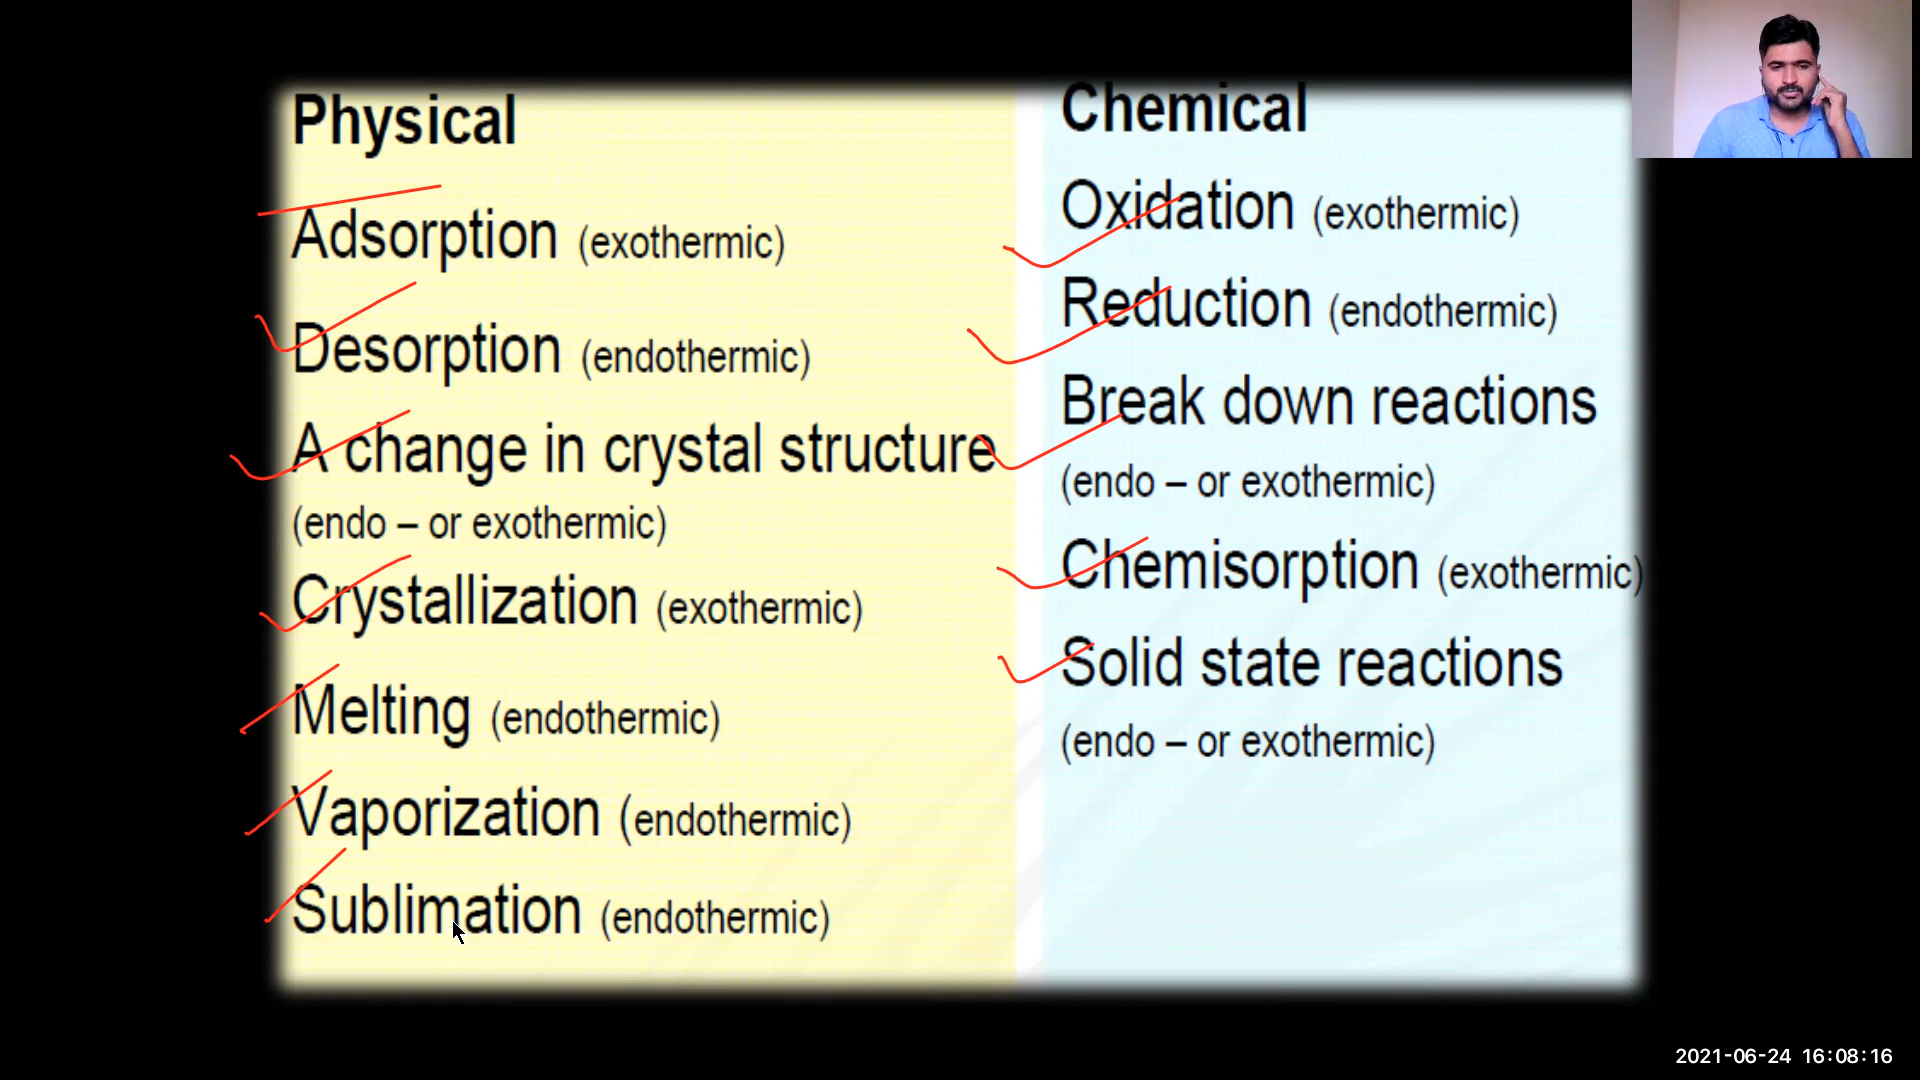 Physical
Adsorption (exothermic)
Desorption (endothermic)
A change in crystal structure
(endo – or exothermic)
Crystallization (exothermic)
Melting (endothermic)
Vaporization (endothermic)
Sublimation (endothermic)
Chemical
Oxidation (exothermic)
Reduction (endothermic)
Break down reactions
(endo – or exothermic)
Chemisorption (exothermic)
Solid state reactions
(endo – or exothermic)
2021-06-24 16:08:16